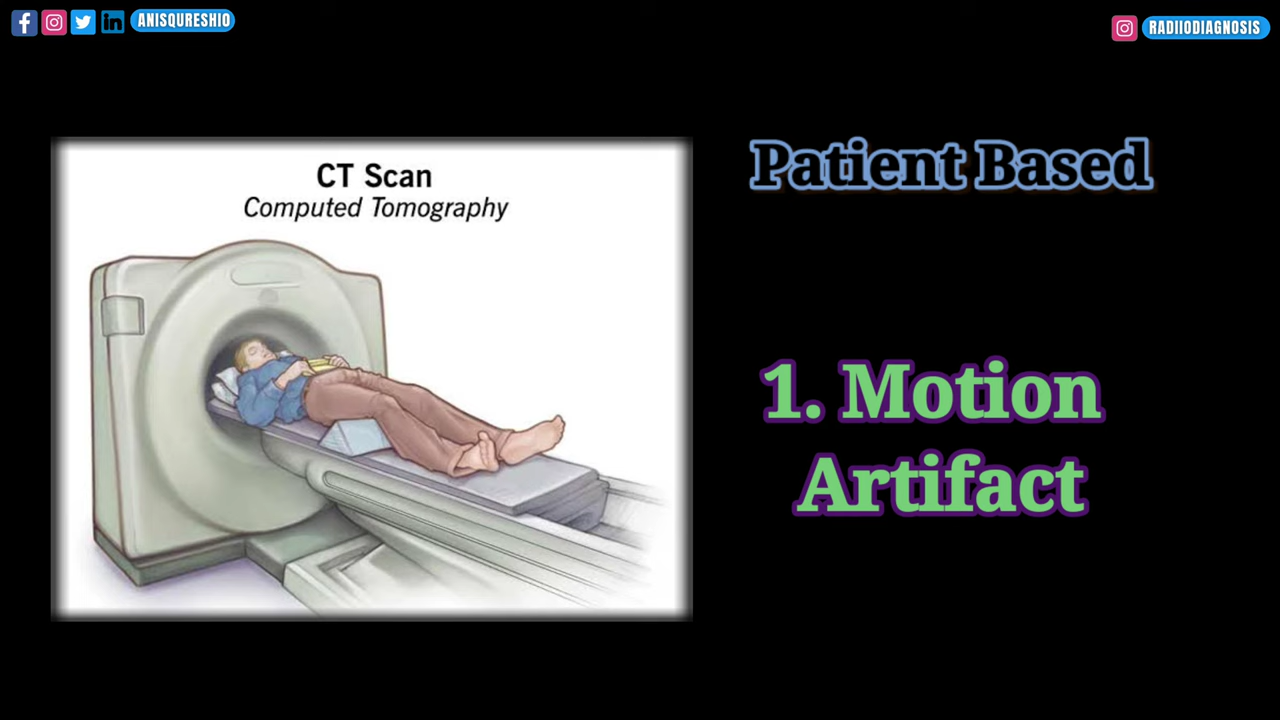 ANISQURESHIO
RADIIODIAGNOSIS
CT Scan
Computed Tomography
Patient Based
1. Motion
Artifact